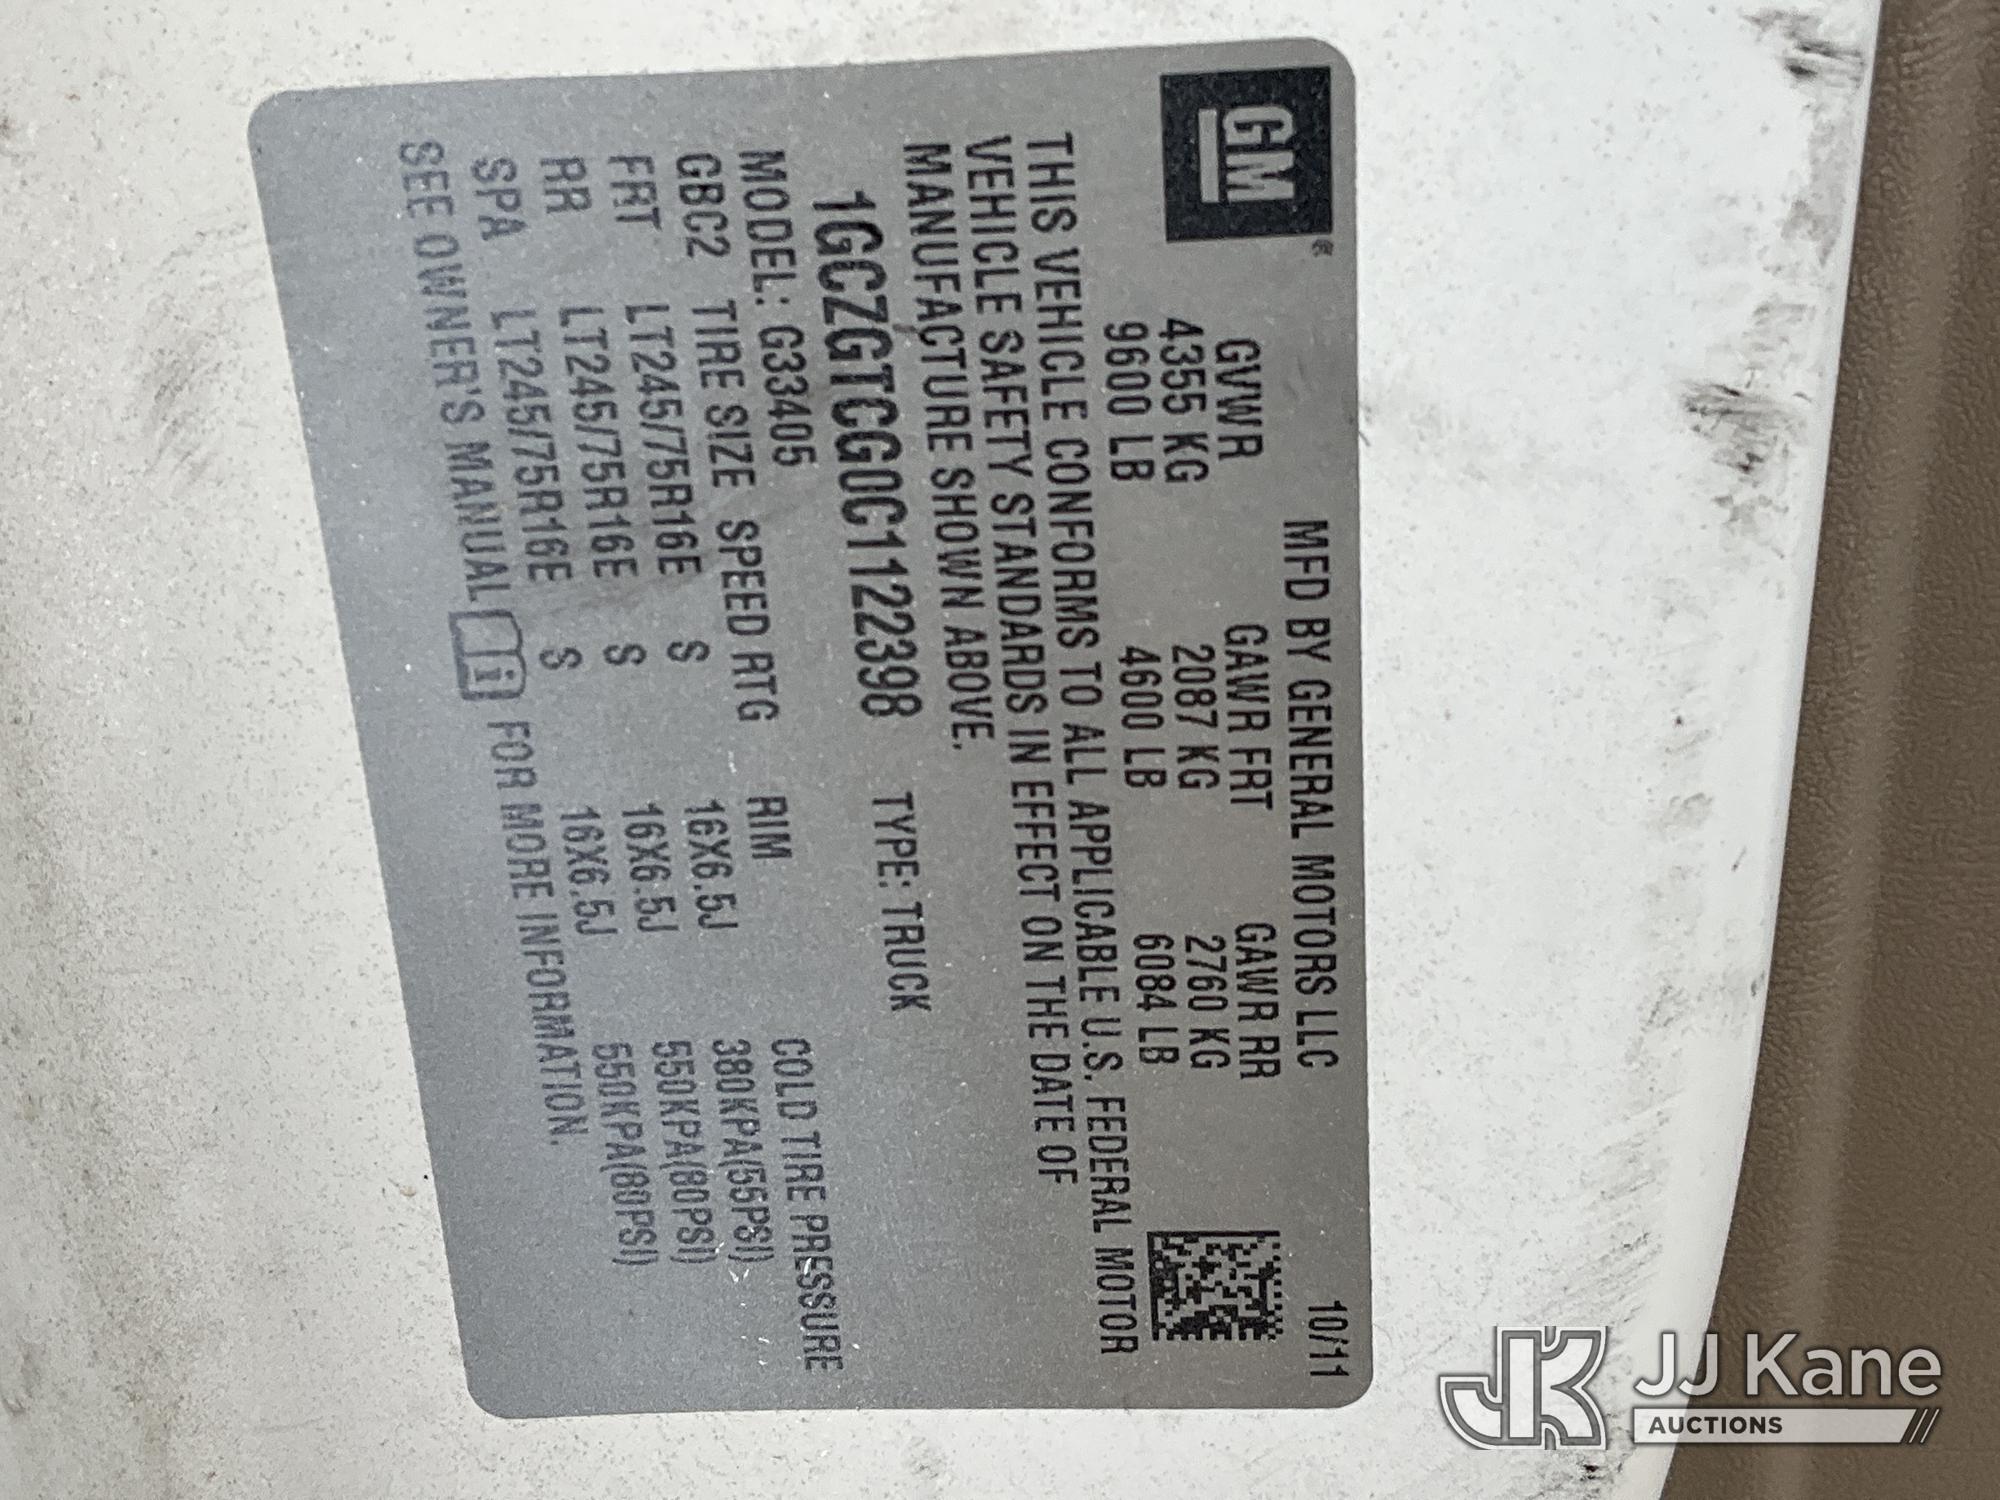 GM®
MFD BY GENERAL MOTORS LLC 10/11
GVWR GAWR FRT GAWR RR
4355 KG 2087 KG 2760 KG
9600 LB 4600 LB 6084 LB
THIS VEHICLE CONFORMS TO ALL APPLICABLE U.S. FEDERAL MOTOR
VEHICLE SAFETY STANDARDS IN EFFECT ON THE DATE OF
MANUFACTURE SHOWN ABOVE.
1GCZGTCG0C1122398 TYPE: TRUCK
MODEL: G33405
GBC2 TIRE SIZE SPEED RTG RIM COLD TIRE PRESSURE
FRT LT245/75R16E S 16X6.5J 380KPA(55PSI)
RR LT245/75R16E S 16X6.5J 550KPA(80PSI)
SPA LT245/75R16E S 16X6.5J 550KPA(80PSI)
SEE OWNER'S MANUAL i FOR MORE INFORMATION.
JK JJ Kane
AUCTIONS